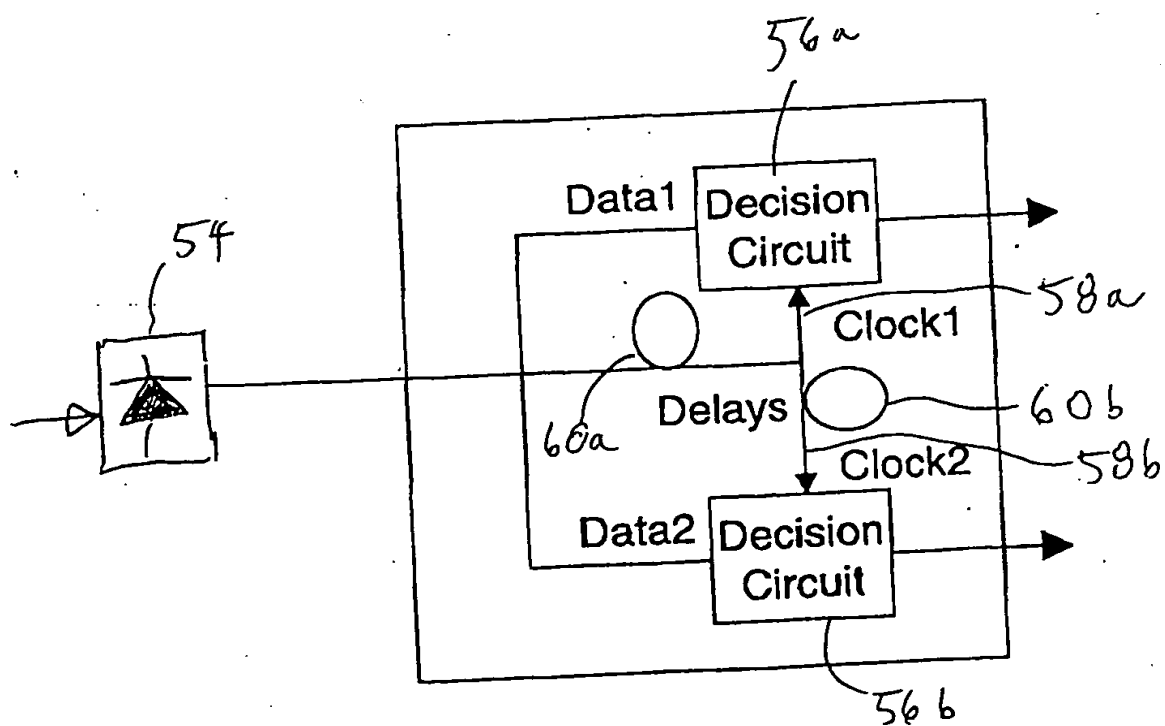 56a
54
Data1
Decision
Circuit
58a
Clock1
60a
Delays
60b
58b
Clock2
Data2
Decision
Circuit
56b